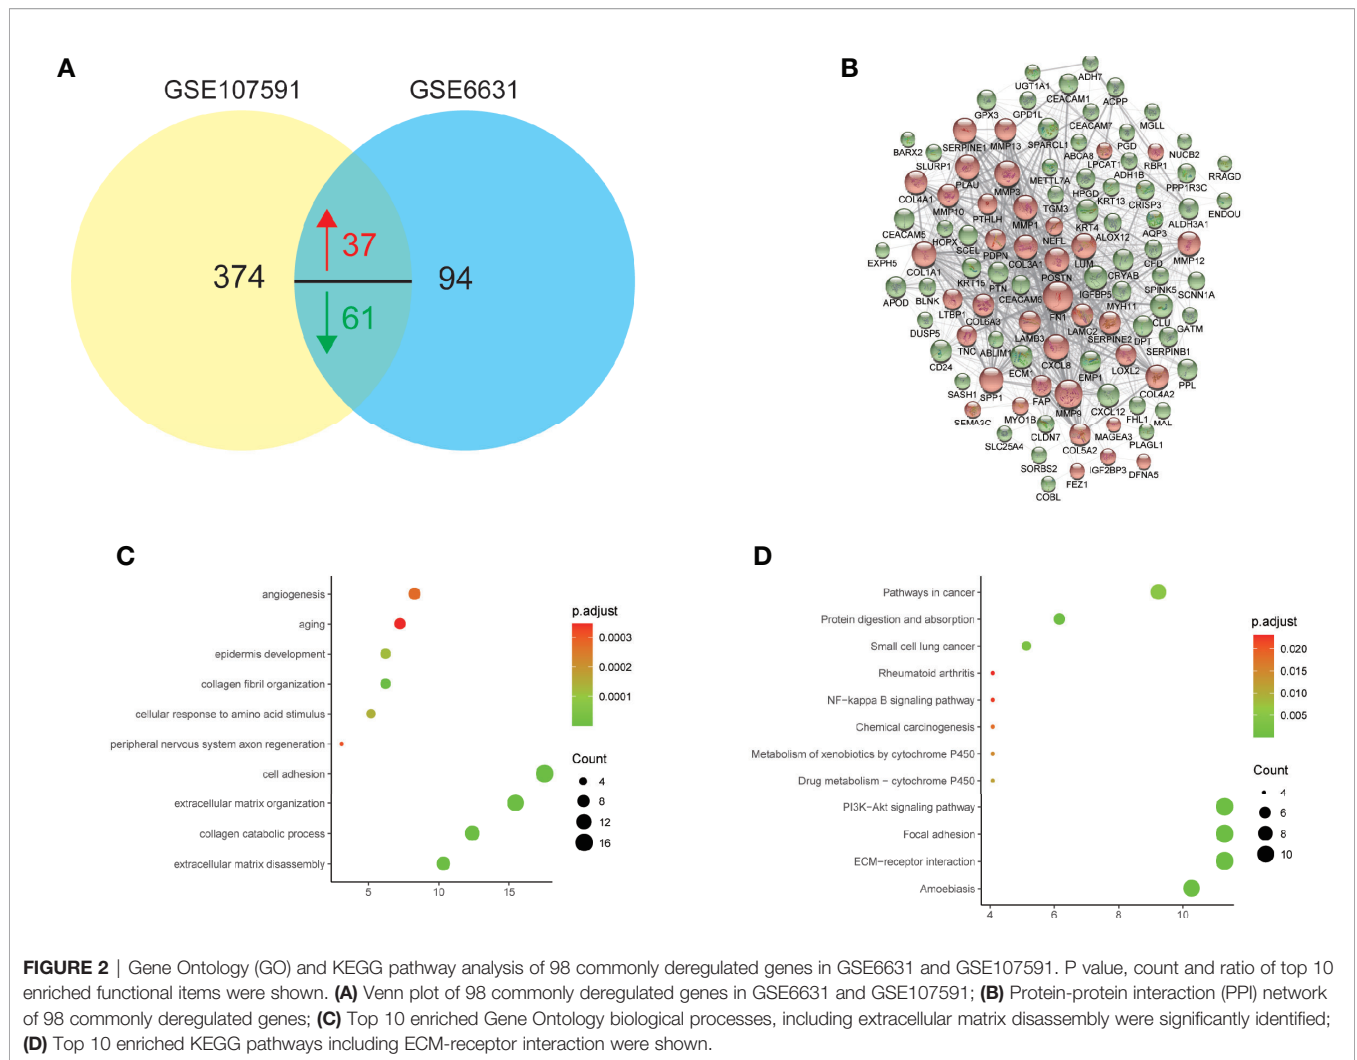 A
GSE107591
GSE6631
374
37
61
94
B
ADH7
UGT1A1
CEACAM1
ACPP
GPX3
GPD1L
CEACAM7
MGLL
SERPINE1
MMP13
SPARCL1
ABCA8
PGD
NUCB2
BARX2
SLURP1
LPCAT1
RBP1
RRAGD
PLAU
MMP3
METTL7A
HPGD
ADH1B
PPP1R3C
COL4A1
MMP10
PTHLH
TGM3
KRT13
CRISP3
ENDOU
CEACAM5
MMP1
NEFL
KRT4
ALOX12
AQP3
ALDH3A1
HOPX
SCEL
PDPN
COL3A1
LUM
CFD
MMP12
EXPH5
COL1A1
KRT15
PTN
POSTN
CRYAB
SPINK5
SCNN1A
APOD
BLNK
CEACAM6
IGFBP5
MYH11
LTBP1
COL6A3
FN1
LAMC2
CLU
GATM
DUSP5
LAMB3
SERPINE2
DPT
SERPINB1
TNC
ABLIM1
CXCL8
CD24
ECM1
EMP1
LOXL2
PPL
SASH1
SPP1
FAP
MMP9
CXCL12
COL4A2
SEMA3C
MYO1B
FHL1
MAL
SLC25A4
CLDN7
COL5A2
MAGEA3
PLAGL1
SORBS2
IGF2BP3
DFNA5
FEZ1
COBL
C
angiogenesis
aging
epidermis development
collagen fibril organization
cellular response to amino acid stimulus
peripheral nervous system axon regeneration
cell adhesion
extracellular matrix organization
collagen catabolic process
extracellular matrix disassembly
5 10 15
p.adjust
0.0003
0.0002
0.0001
Count
4
8
12
16
D
Pathways in cancer
Protein digestion and absorption
Small cell lung cancer
Rheumatoid arthritis
NF−kappa B signaling pathway
Chemical carcinogenesis
Metabolism of xenobiotics by cytochrome P450
Drug metabolism − cytochrome P450
PI3K−Akt signaling pathway
Focal adhesion
ECM−receptor interaction
Amoebiasis
4 6 8 10
p.adjust
0.020
0.015
0.010
0.005
Count
4
6
8
10
FIGURE 2 | Gene Ontology (GO) and KEGG pathway analysis of 98 commonly deregulated genes in GSE6631 and GSE107591. P value, count and ratio of top 10
enriched functional items were shown. (A) Venn plot of 98 commonly deregulated genes in GSE6631 and GSE107591; (B) Protein-protein interaction (PPI) network
of 98 commonly deregulated genes; (C) Top 10 enriched Gene Ontology biological processes, including extracellular matrix disassembly were significantly identified;
(D) Top 10 enriched KEGG pathways including ECM-receptor interaction were shown.